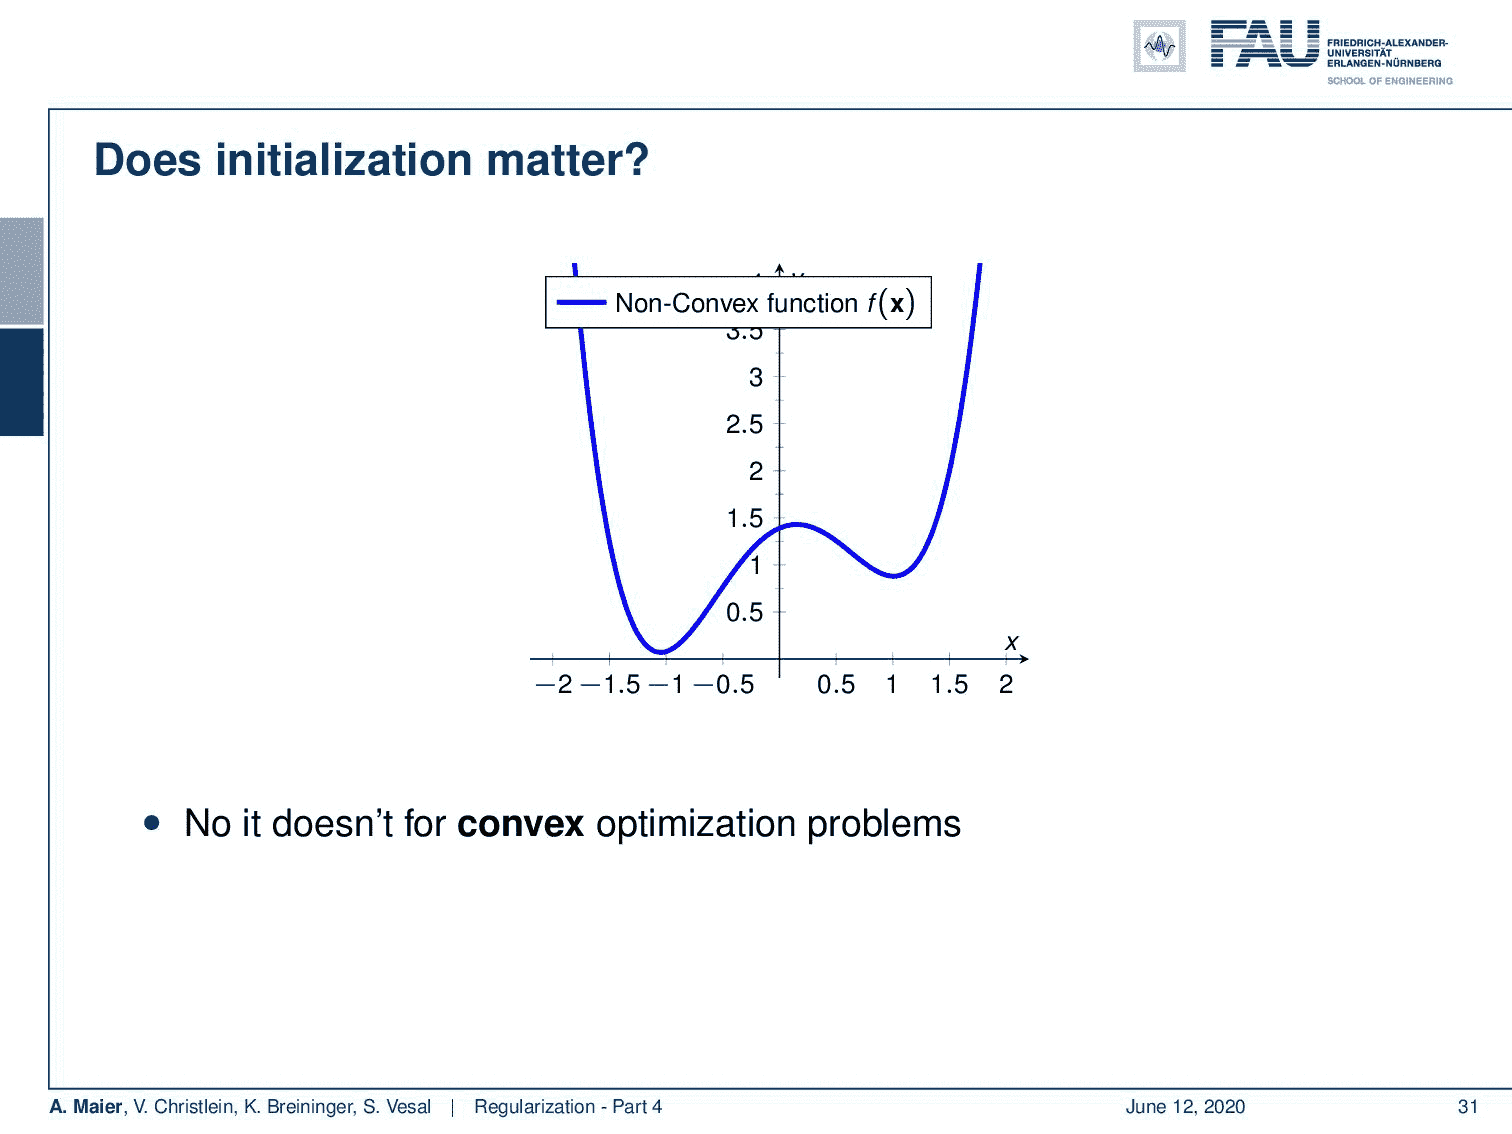 FAU
FRIEDRICH-ALEXANDER-
UNIVERSITÄT
ERLANGEN-NÜRNBERG
SCHOOL OF ENGINEERING
Does initialization matter?
Non-Convex function f(x)
3.5
3
2.5
2
1.5
1
0.5
x
−2 −1.5 −1 −0.5 0.5 1 1.5 2
• No it doesn't for convex optimization problems
A. Maier, V. Christlein, K. Breininger, S. Vesal | Regularization - Part 4 June 12, 2020 31